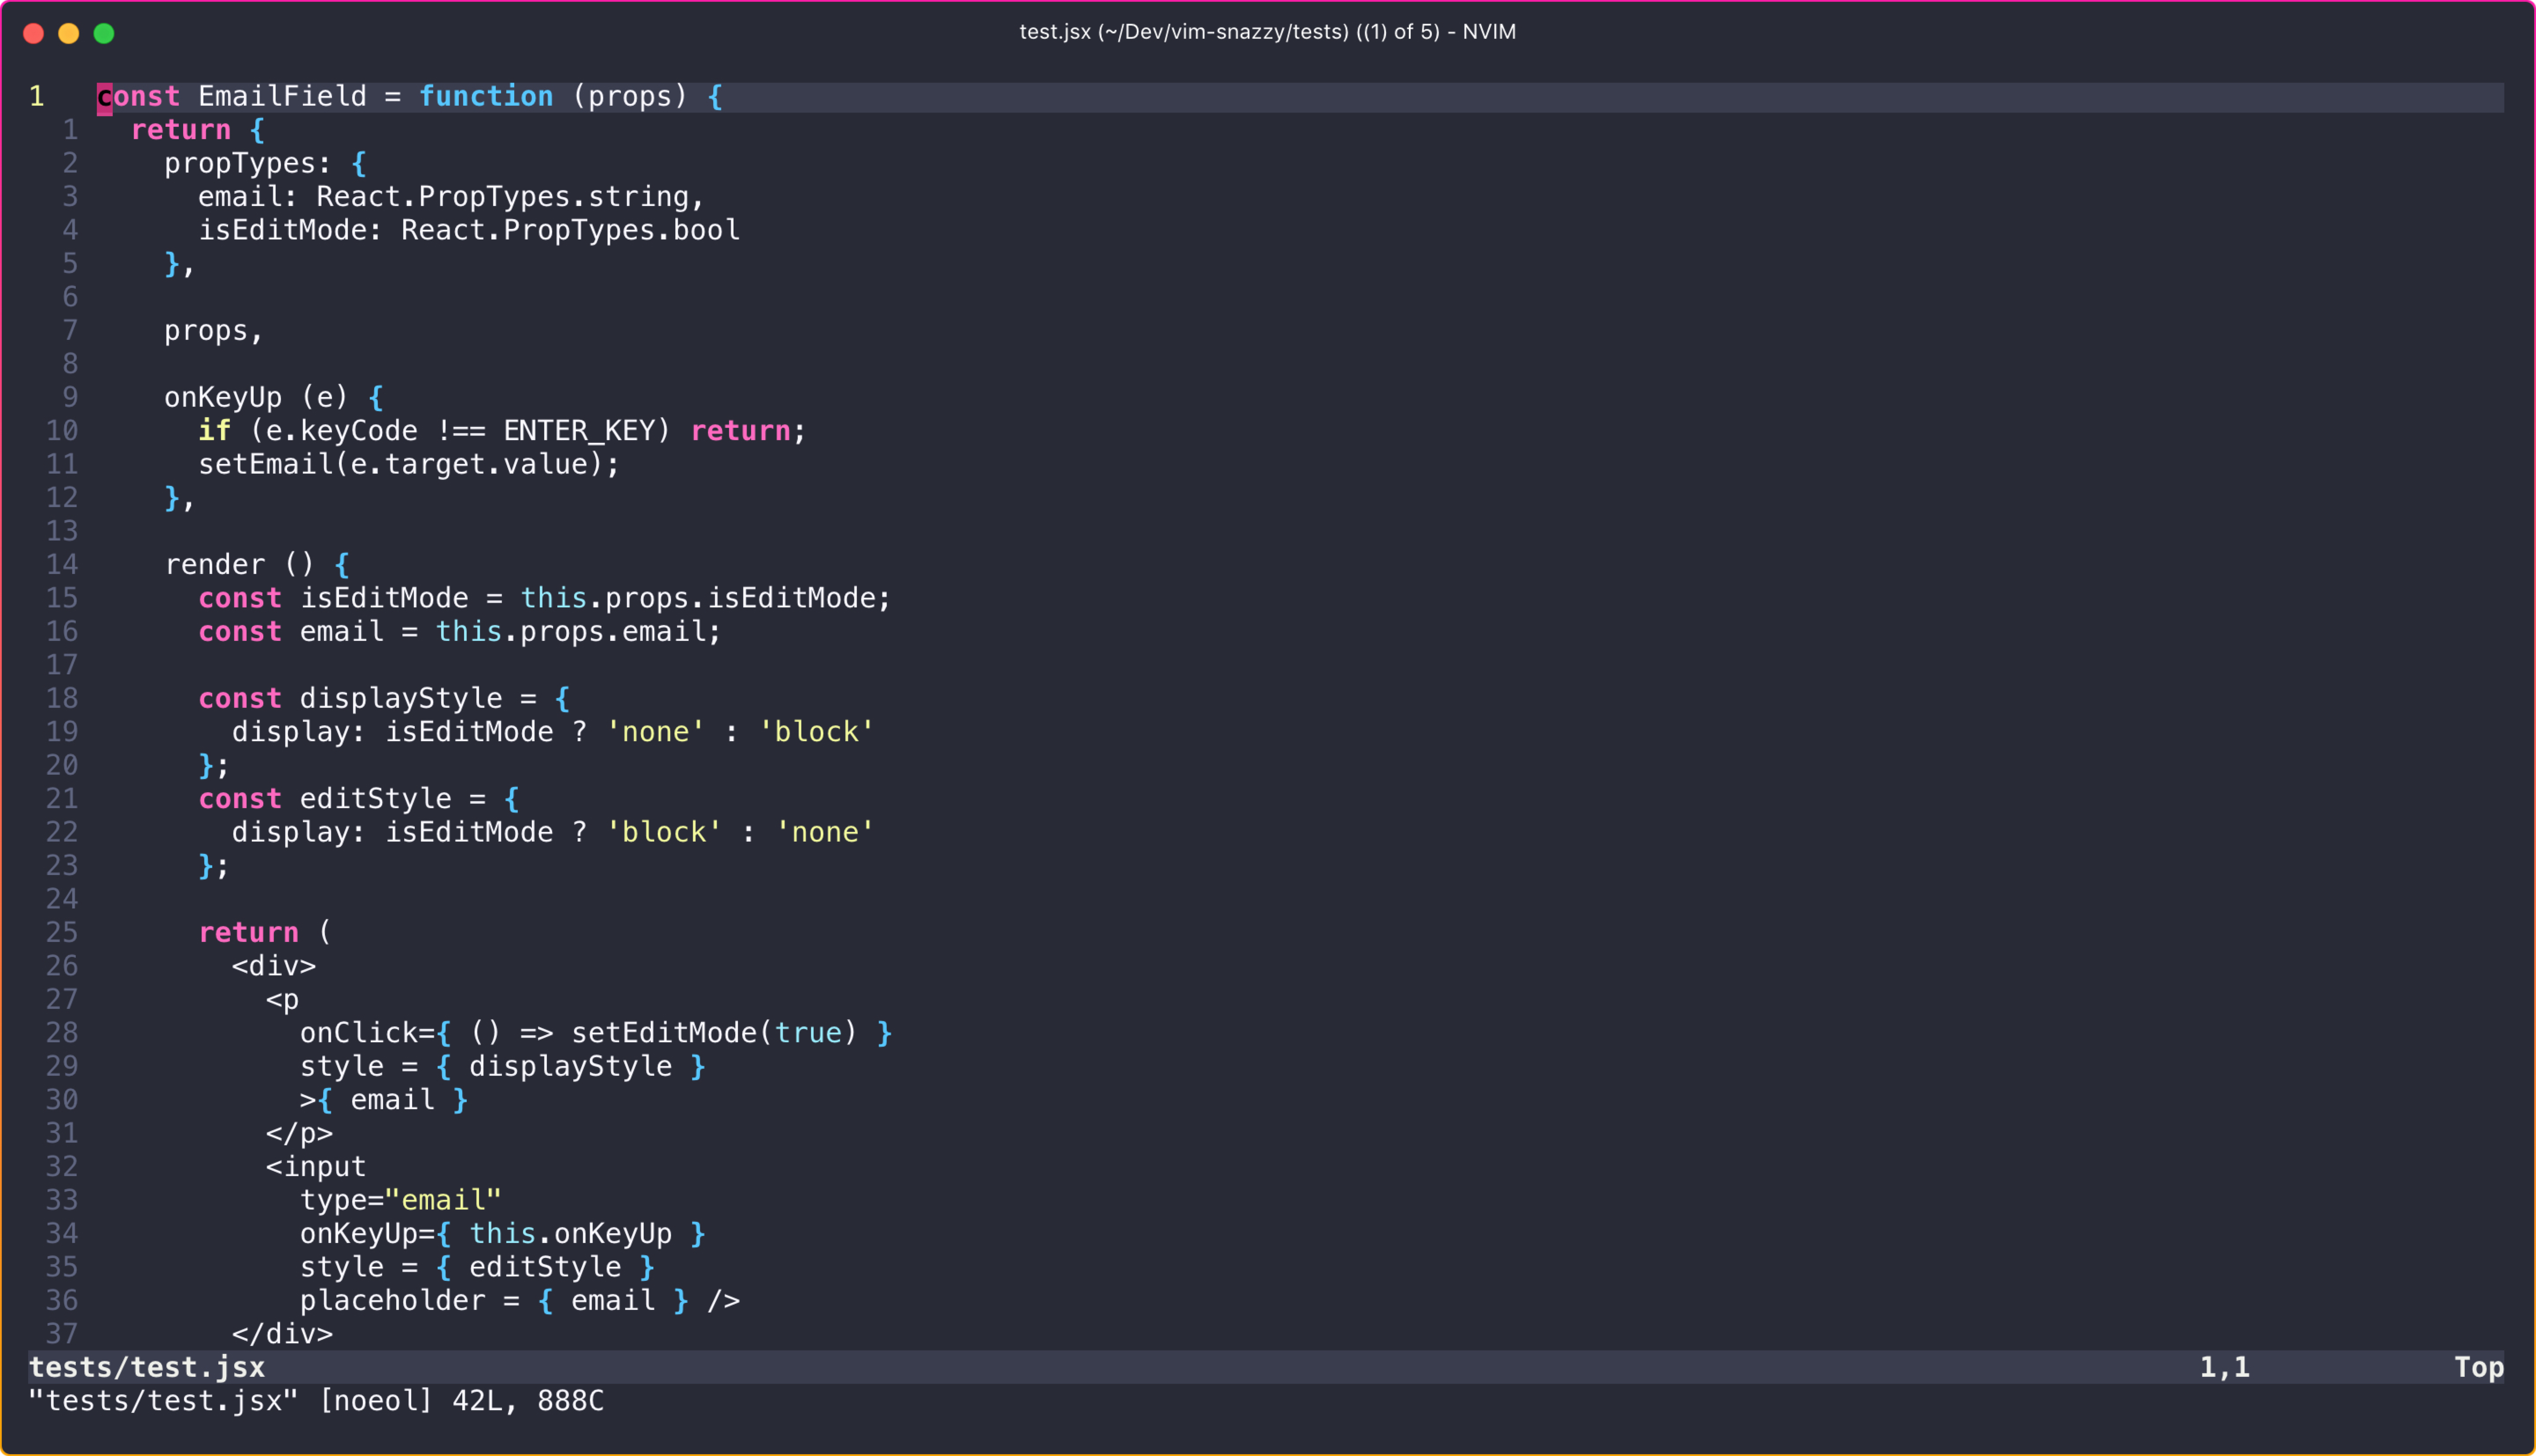 test.jsx (~/Dev/vim-snazzy/tests) ((1) of 5) - NVIM
1   const EmailField = function (props) {
  1   return {
  2     propTypes: {
  3       email: React.PropTypes.string,
  4       isEditMode: React.PropTypes.bool
  5     },
  6
  7     props,
  8
  9     onKeyUp (e) {
 10       if (e.keyCode !== ENTER_KEY) return;
 11       setEmail(e.target.value);
 12     },
 13
 14     render () {
 15       const isEditMode = this.props.isEditMode;
 16       const email = this.props.email;
 17
 18       const displayStyle = {
 19         display: isEditMode ? 'none' : 'block'
 20       };
 21       const editStyle = {
 22         display: isEditMode ? 'block' : 'none'
 23       };
 24
 25       return (
 26         <div>
 27           <p
 28             onClick={ () => setEditMode(true) }
 29             style = { displayStyle }
 30             >{ email }
 31           </p>
 32           <input
 33             type="email"
 34             onKeyUp={ this.onKeyUp }
 35             style = { editStyle }
 36             placeholder = { email } />
 37         </div>
tests/test.jsx 1,1 Top
"tests/test.jsx" [noeol] 42L, 888C